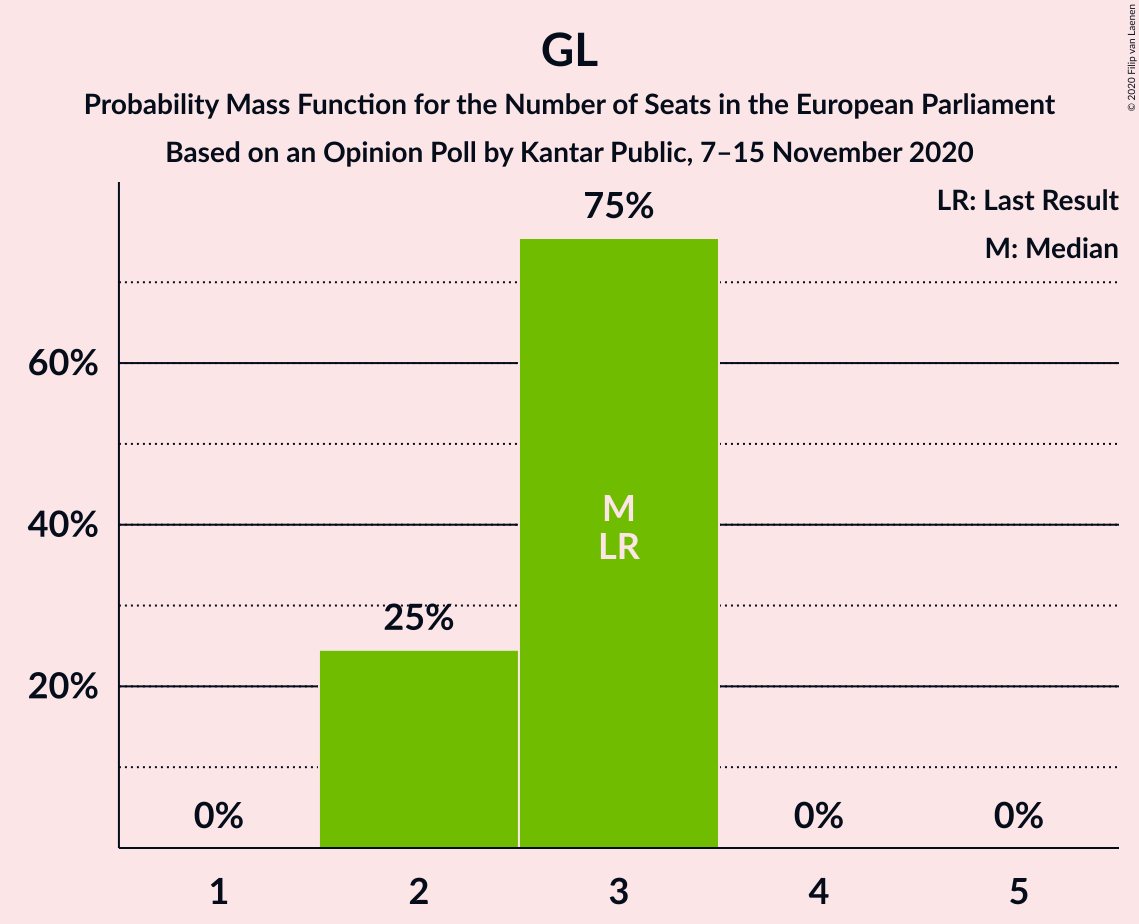 GL
Probability Mass Function for the Number of Seats in the European Parliament
Based on an Opinion Poll by Kantar Public, 7–15 November 2020
© 2020 Filip van Laenen
LR: Last Result
M: Median
75%
60%
M
40%
LR
25%
20%
0%
0%
0%
1
2
3
4
5